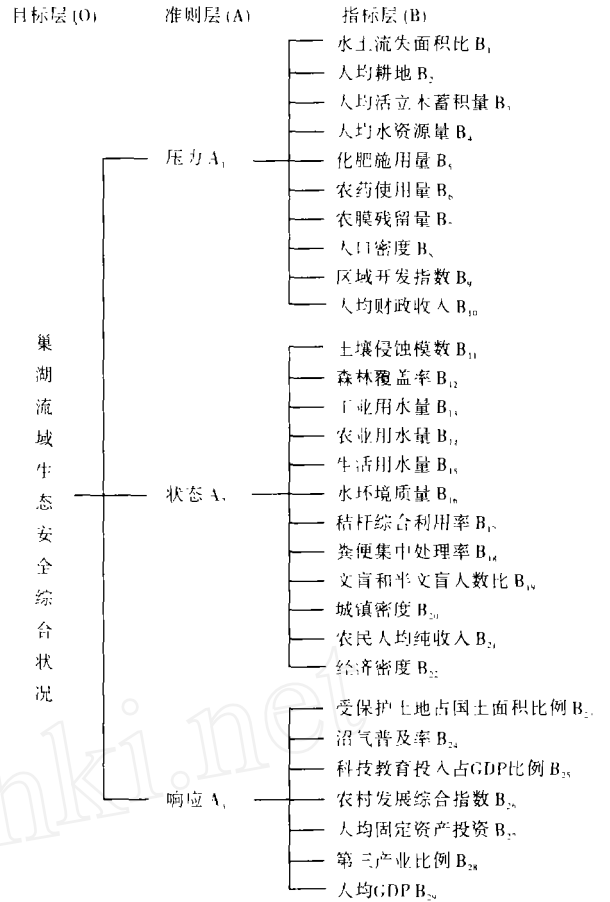 目标层(O) 准则层(A) 指标层(B)
水土流失面积比 B₁
人均耕地 B₂
人均活立木蓄积量 B₃
人均水资源量 B₄
压力 A₁
化肥施用量 B₅
农药使用量 B₆
农膜残留量 B₇
人口密度 B₈
区域开发指数 B₉
人均财政收入 B₁₀
巢湖流域生态安全综合状况
土壤侵蚀模数 B₁₁
森林覆盖率 B₁₂
工业用水量 B₁₃
农业用水量 B₁₄
生活用水量 B₁₅
状态 A₂
水环境质量 B₁₆
秸杆综合利用率 B₁₇
粪便集中处理率 B₁₈
文盲和半文盲人数比 B₁₉
城镇密度 B₂₀
农民人均纯收入 B₂₁
经济密度 B₂₂
受保护土地占国土面积比例 B₂₃
沼气普及率 B₂₄
科技教育投入占GDP比例 B₂₅
响应 A₃
农村发展综合指数 B₂₆
人均固定资产投资 B₂₇
第三产业比例 B₂₈
人均GDP B₂₉
nki.net